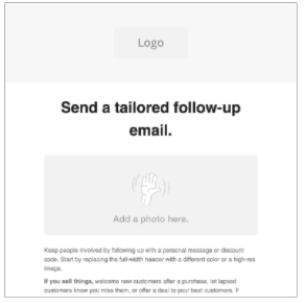 Logo
Send a tailored follow-up
email.
Add a photo here.
Keep people involved by following up with a personal message or discount
code. Start by replacing the full-width header with a different color or a high-res
image.
If you sell things, welcome new customers after a purchase, let lapsed
customers know you miss them, or offer a deal to your best customers. If